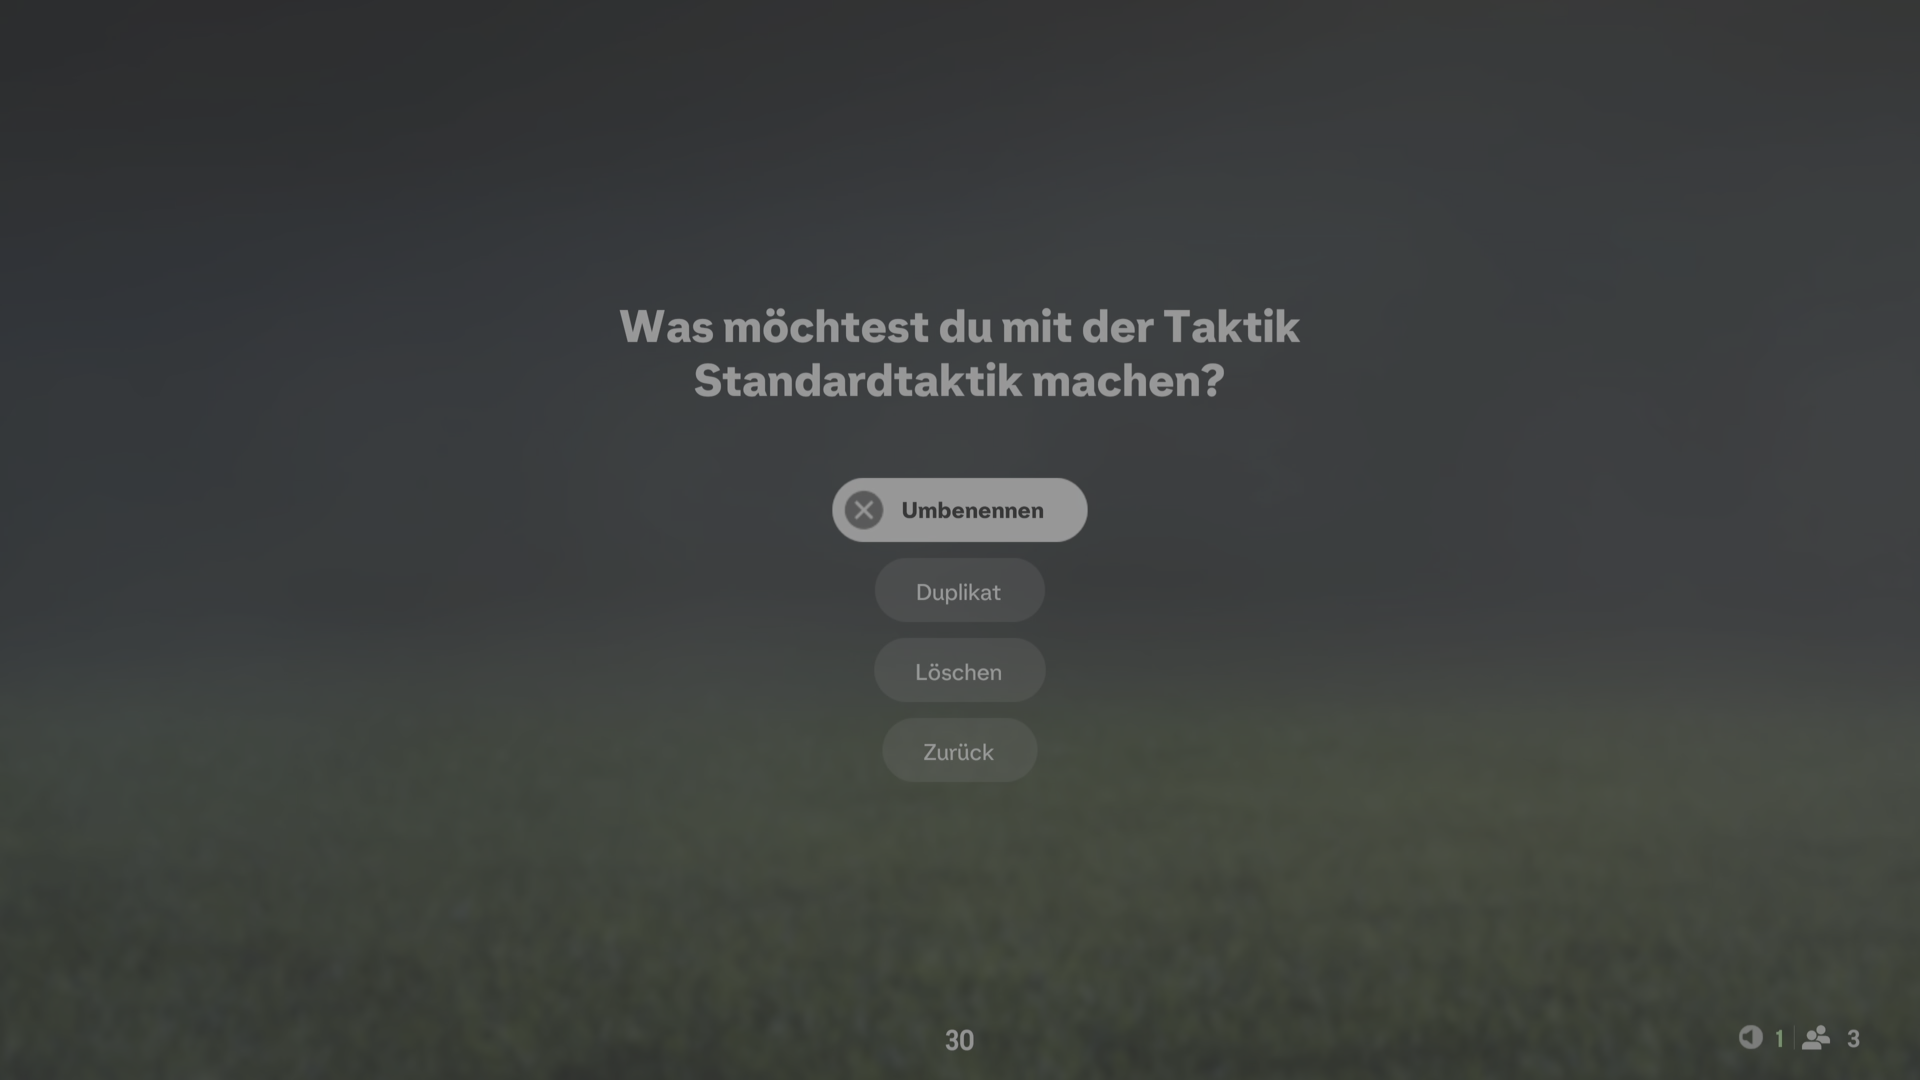 Was möchtest du mit der Taktik
Standardtaktik machen?
Umbenennen
Duplikat
Löschen
Zurück
30
1
3